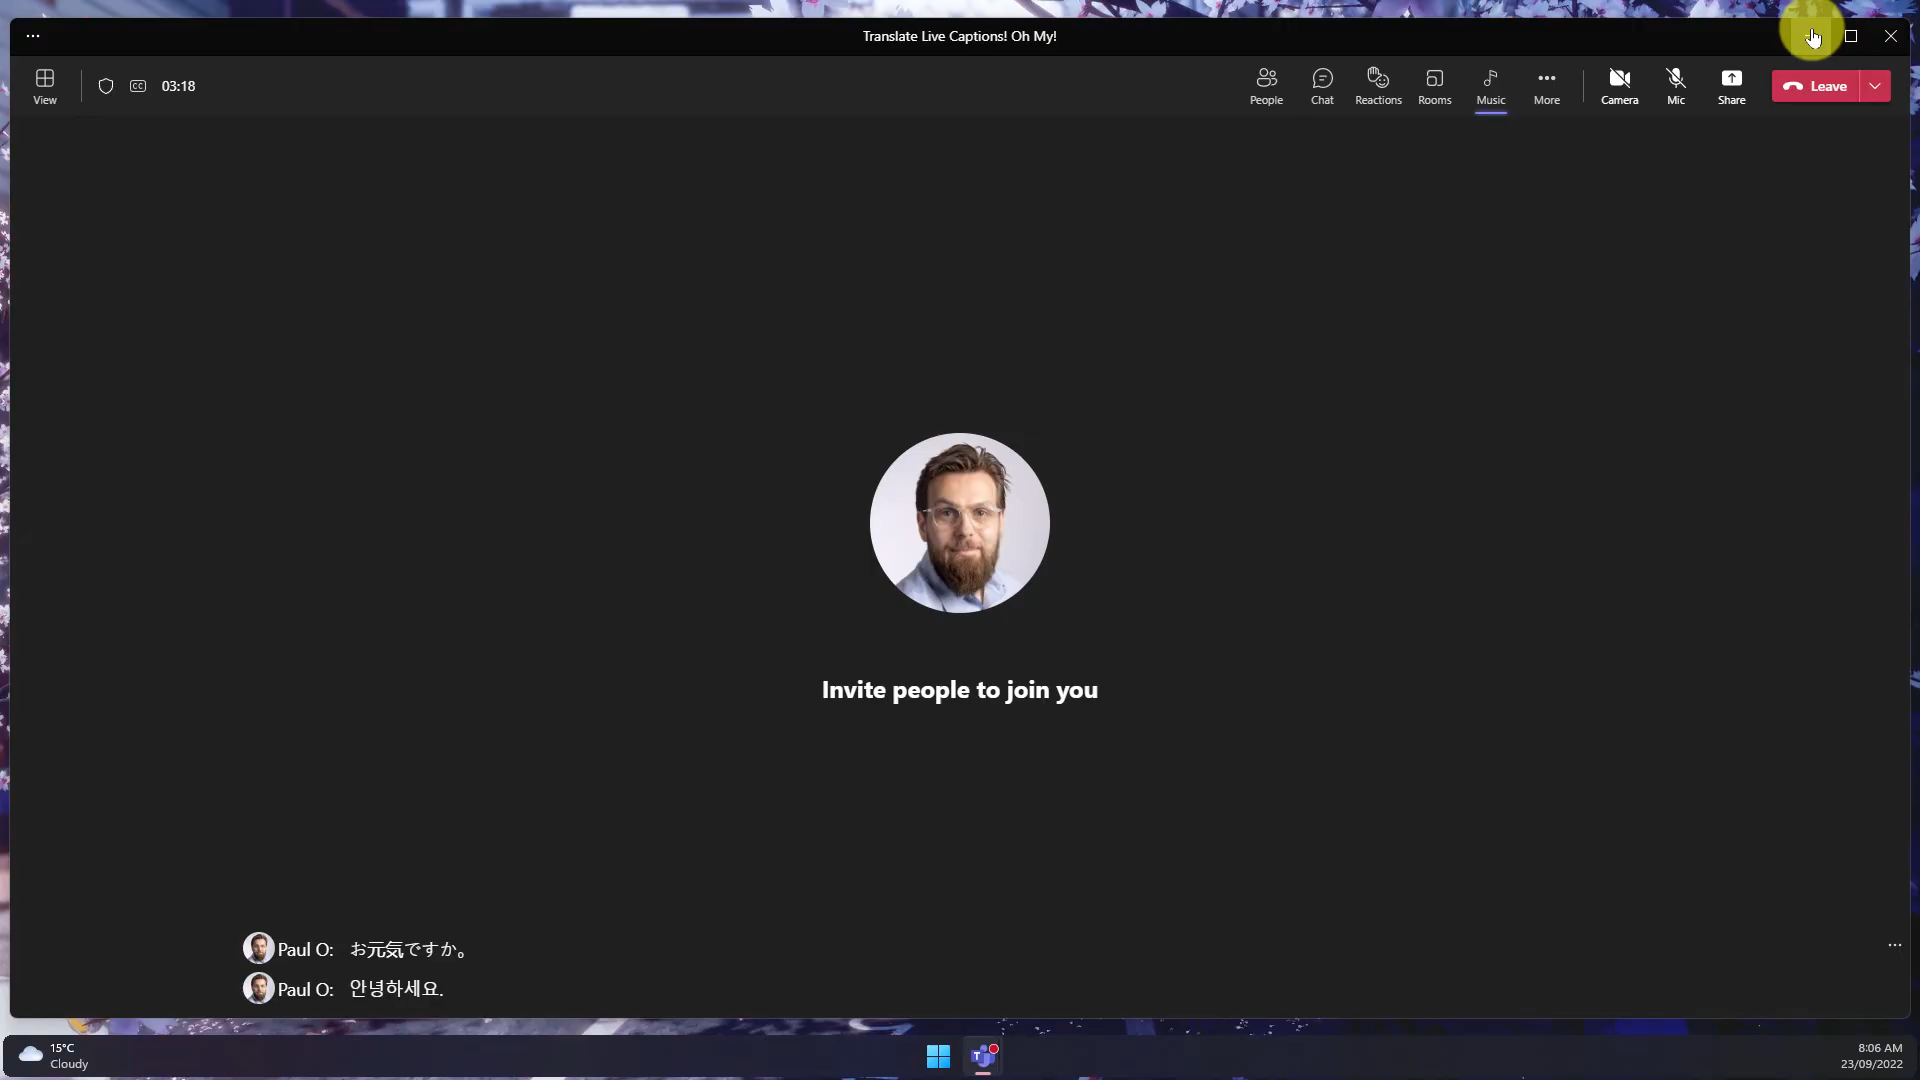 Translate Live Captions! Oh My!
View
CC
03:18
People
Chat
Reactions
Rooms
Music
More
Camera
Mic
Share
Leave
Invite people to join you
Paul O: お元気ですか。
Paul O: 안녕하세요.
15°C
Cloudy
T
8:06 AM
23/09/2022